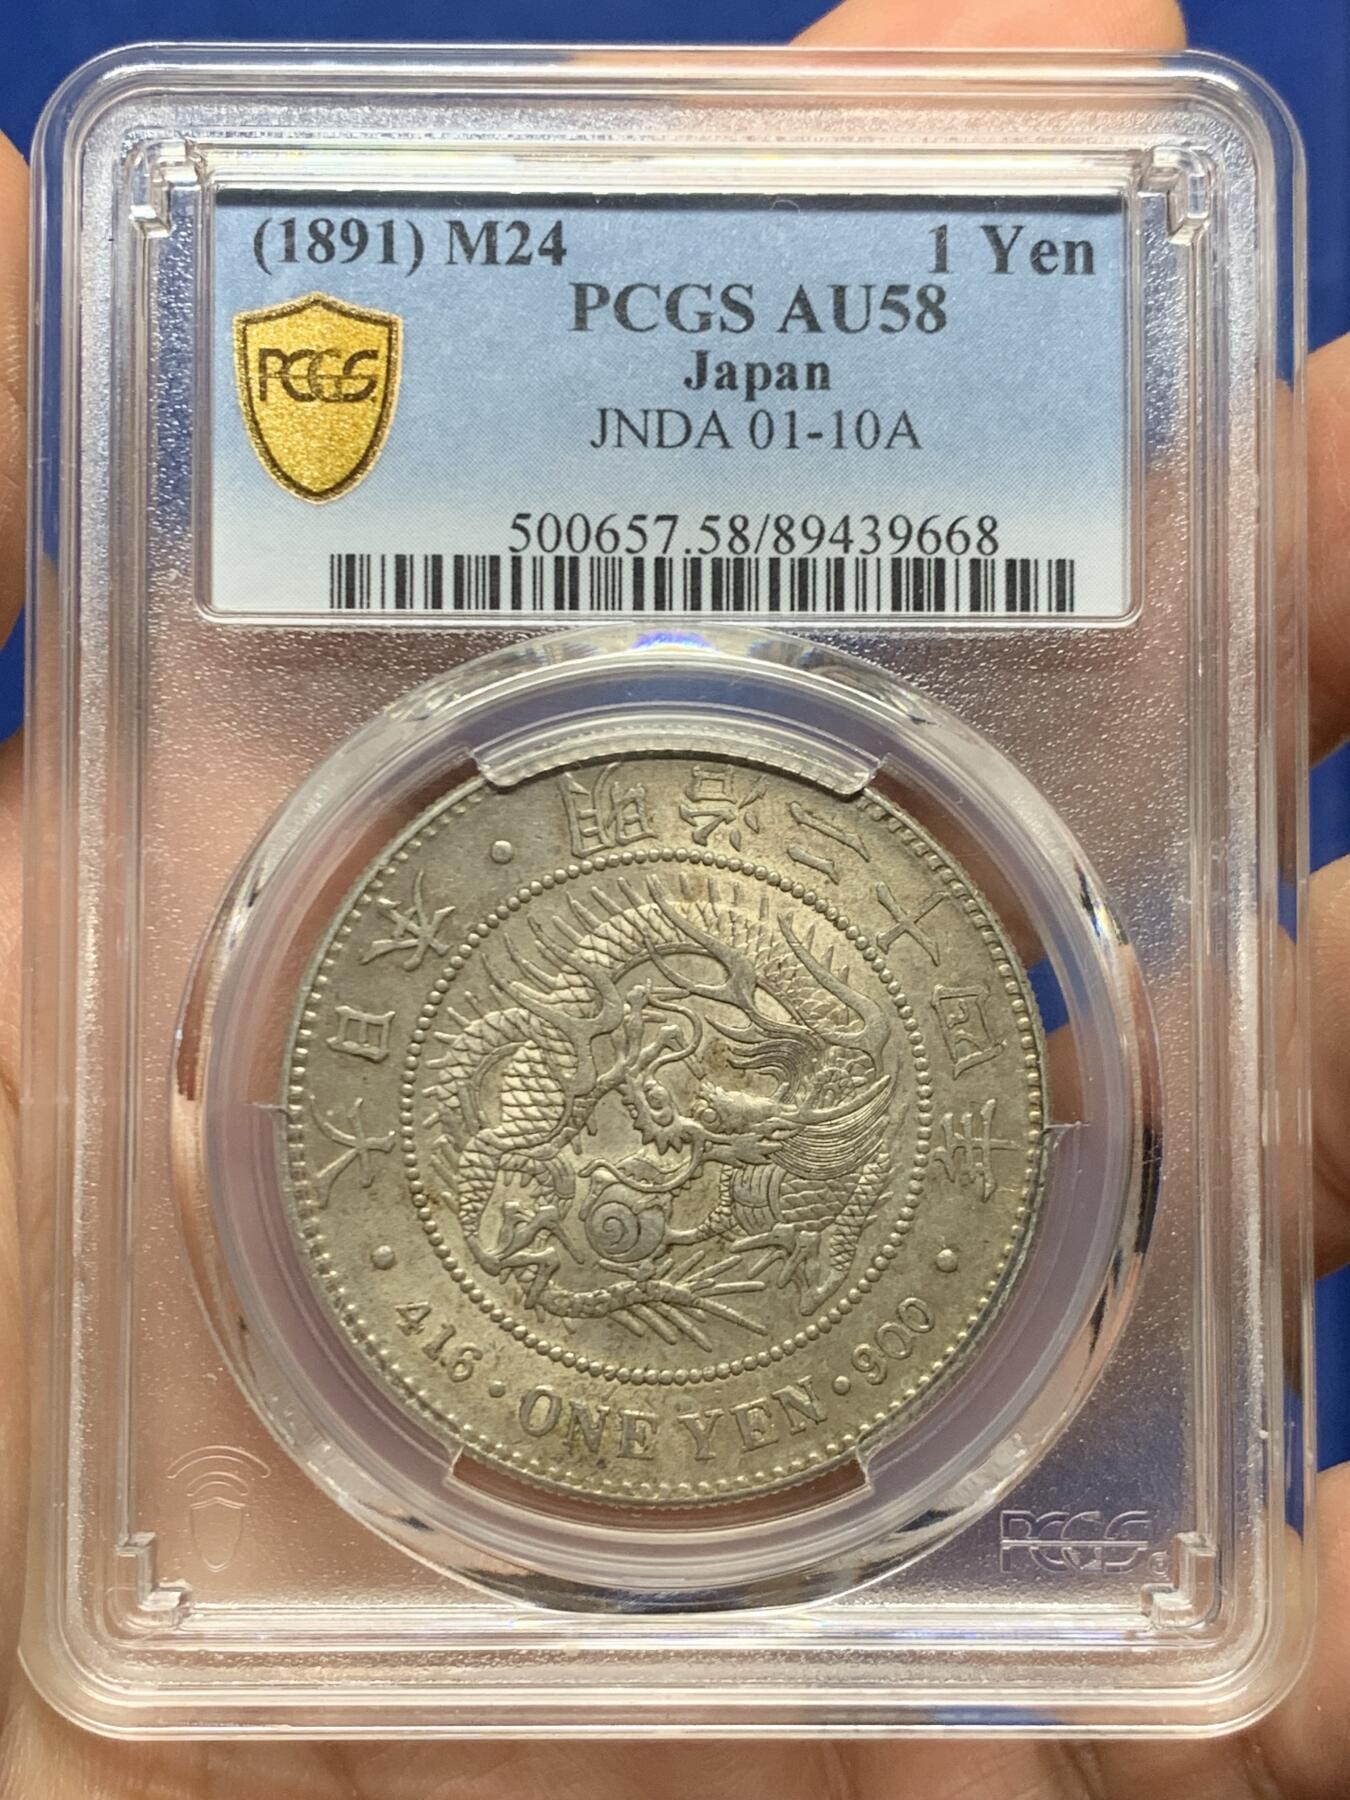 (1891) M24 1 Yen
PCGS AU58
Japan
PCGS
JNDA 01-10A
500657.58/89439668
大日本 · 明治二十四年 ·
416 · ONE YEN · 900
PCGS